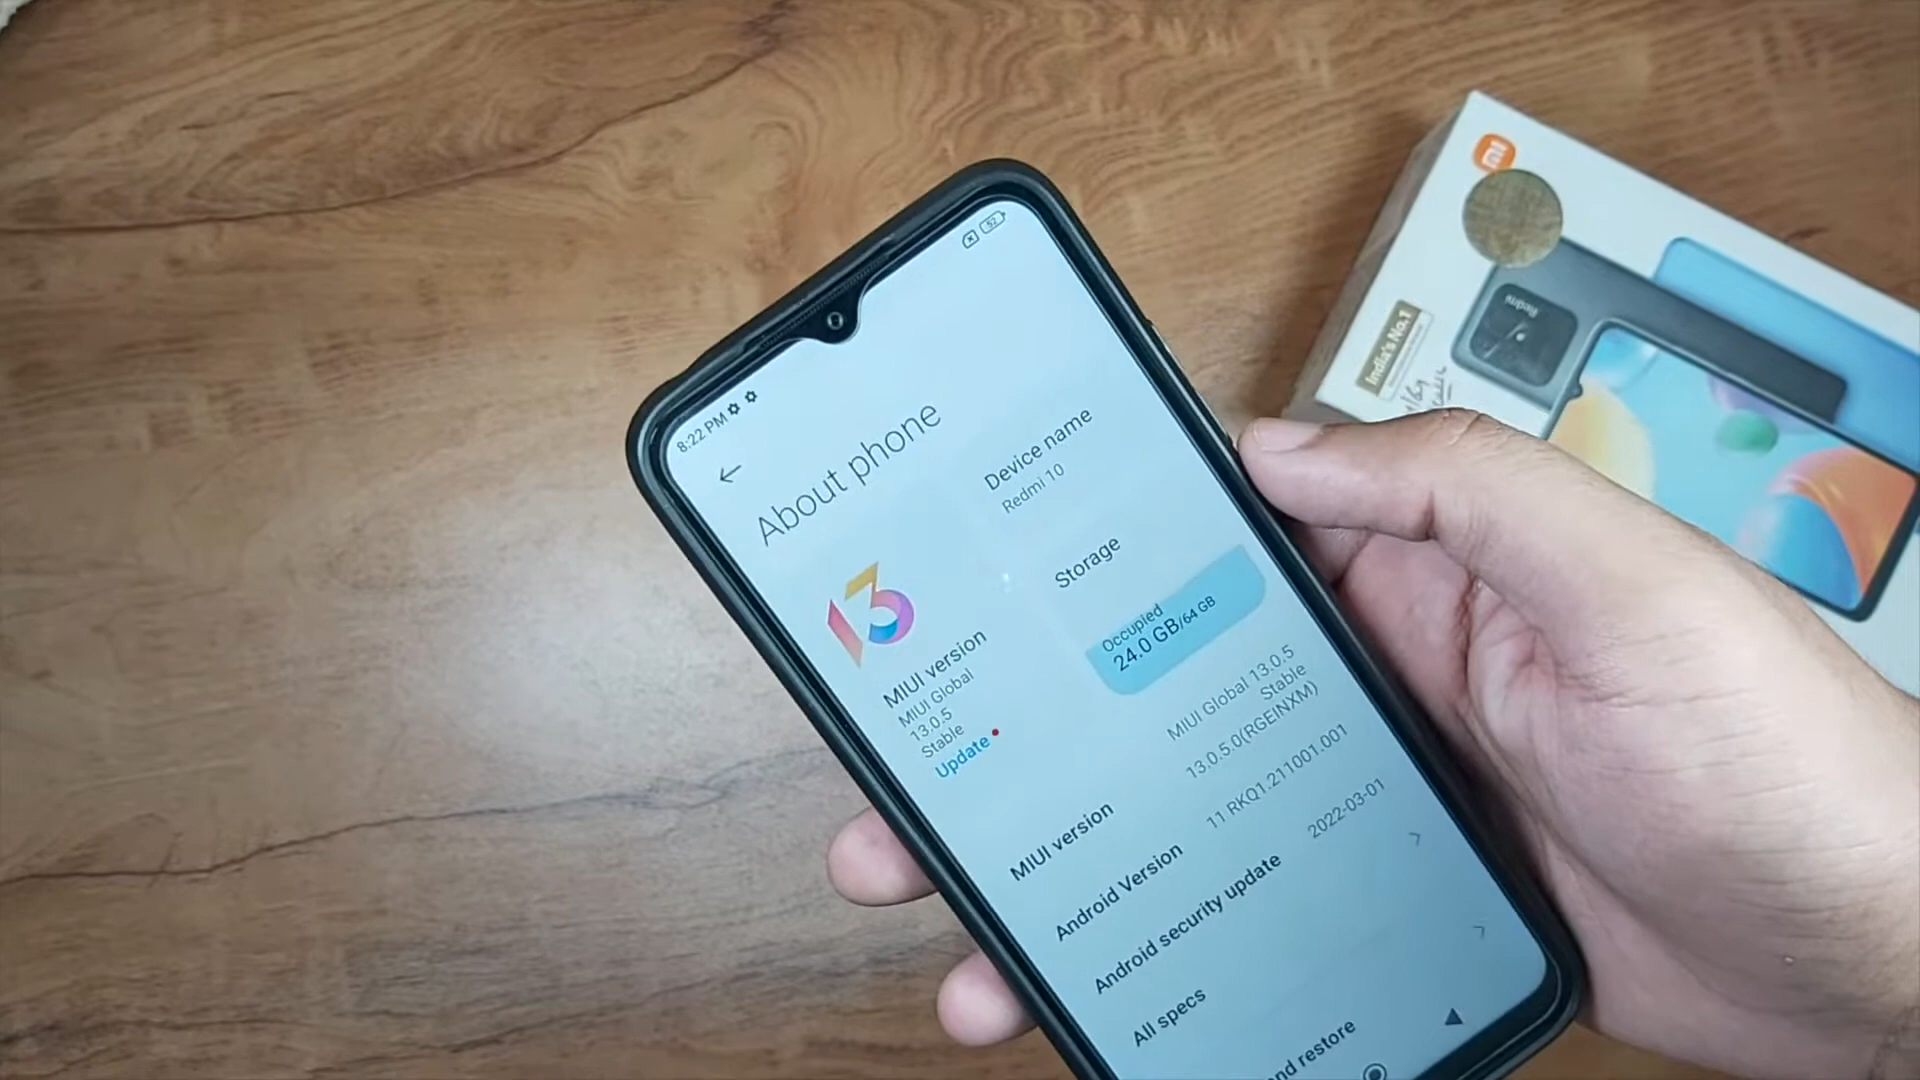 8:22 PM
52
About phone
Device name
Redmi 10
Storage
Occupied
24.0 GB/64 GB
MIUI version
MIUI Global
13.0.5
Stable
Update
MIUI version
MIUI Global 13.0.5
Stable
13.0.5.0(RGEINXM)
Android Version
11 RKQ1.211001.001
Android security update
2022-03-01
All specs
nd restore
13
mi
Redmi
India's No.1